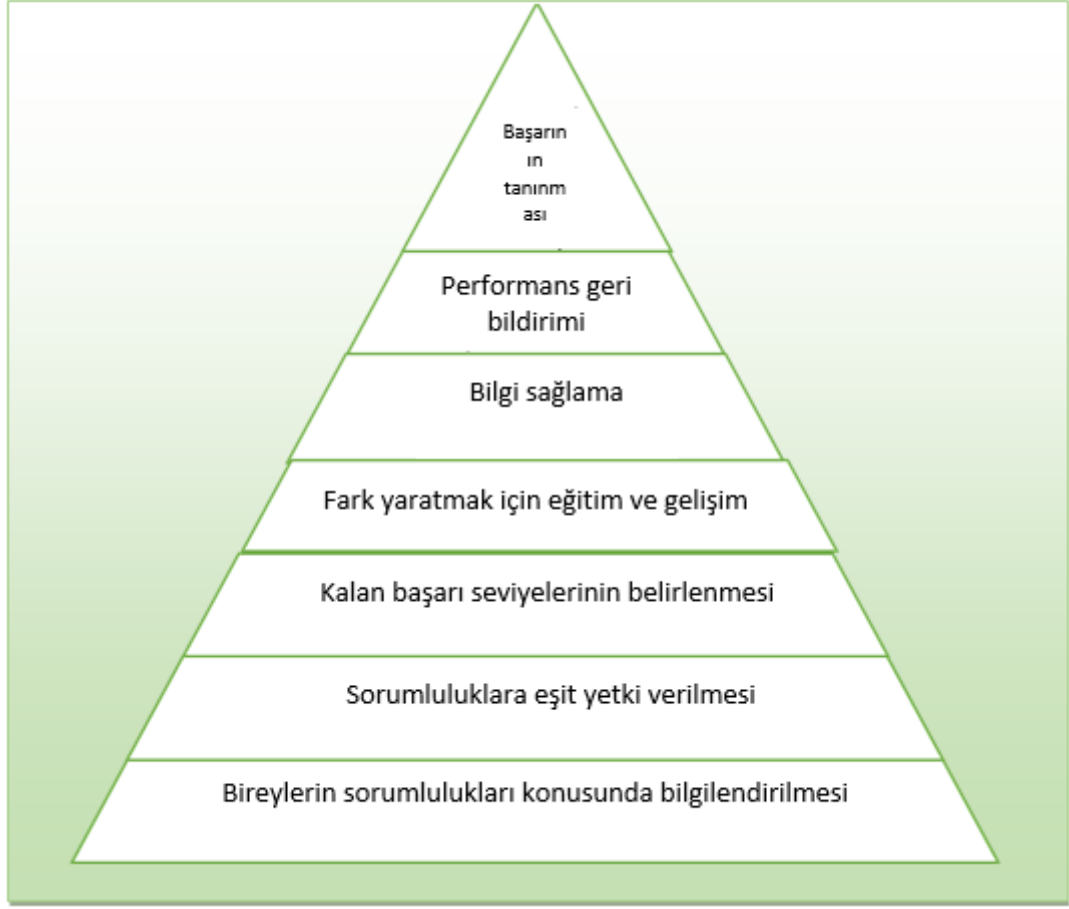 Başarın
ın
tanınm
ası
Performans geri
bildirimi
Bilgi sağlama
Fark yaratmak için eğitim ve gelişim
Kalan başarı seviyelerinin belirlenmesi
Sorumluluklara eşit yetki verilmesi
Bireylerin sorumlulukları konusunda bilgilendirilmesi